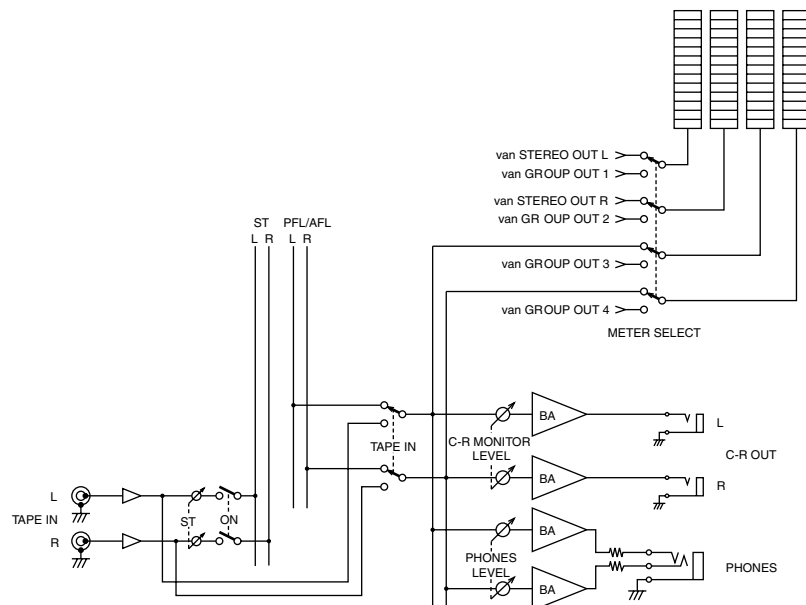 van STEREO OUT L
van GROUP OUT 1
van STEREO OUT R
van GR OUP OUT 2
van GROUP OUT 3
van GROUP OUT 4
METER SELECT
ST PFL/AFL
L R L R
TAPE IN
C-R MONITOR
LEVEL
BA
L
C-R OUT
BA
R
L
TAPE IN
R
ST
ON
PHONES
LEVEL
BA
BA
PHONES